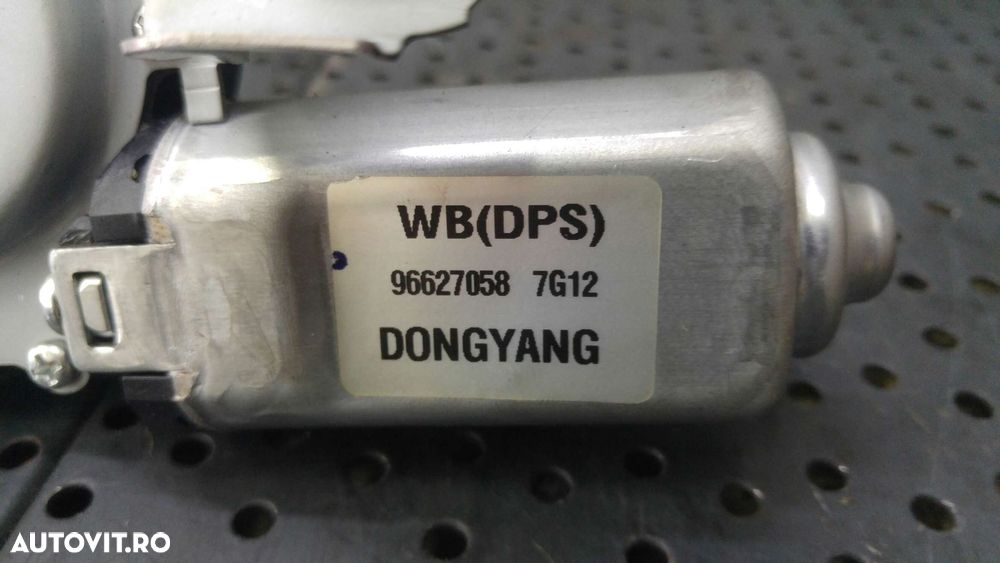 WB(DPS)
96627058 7G12
DONGYANG
AUTOVIT.RO